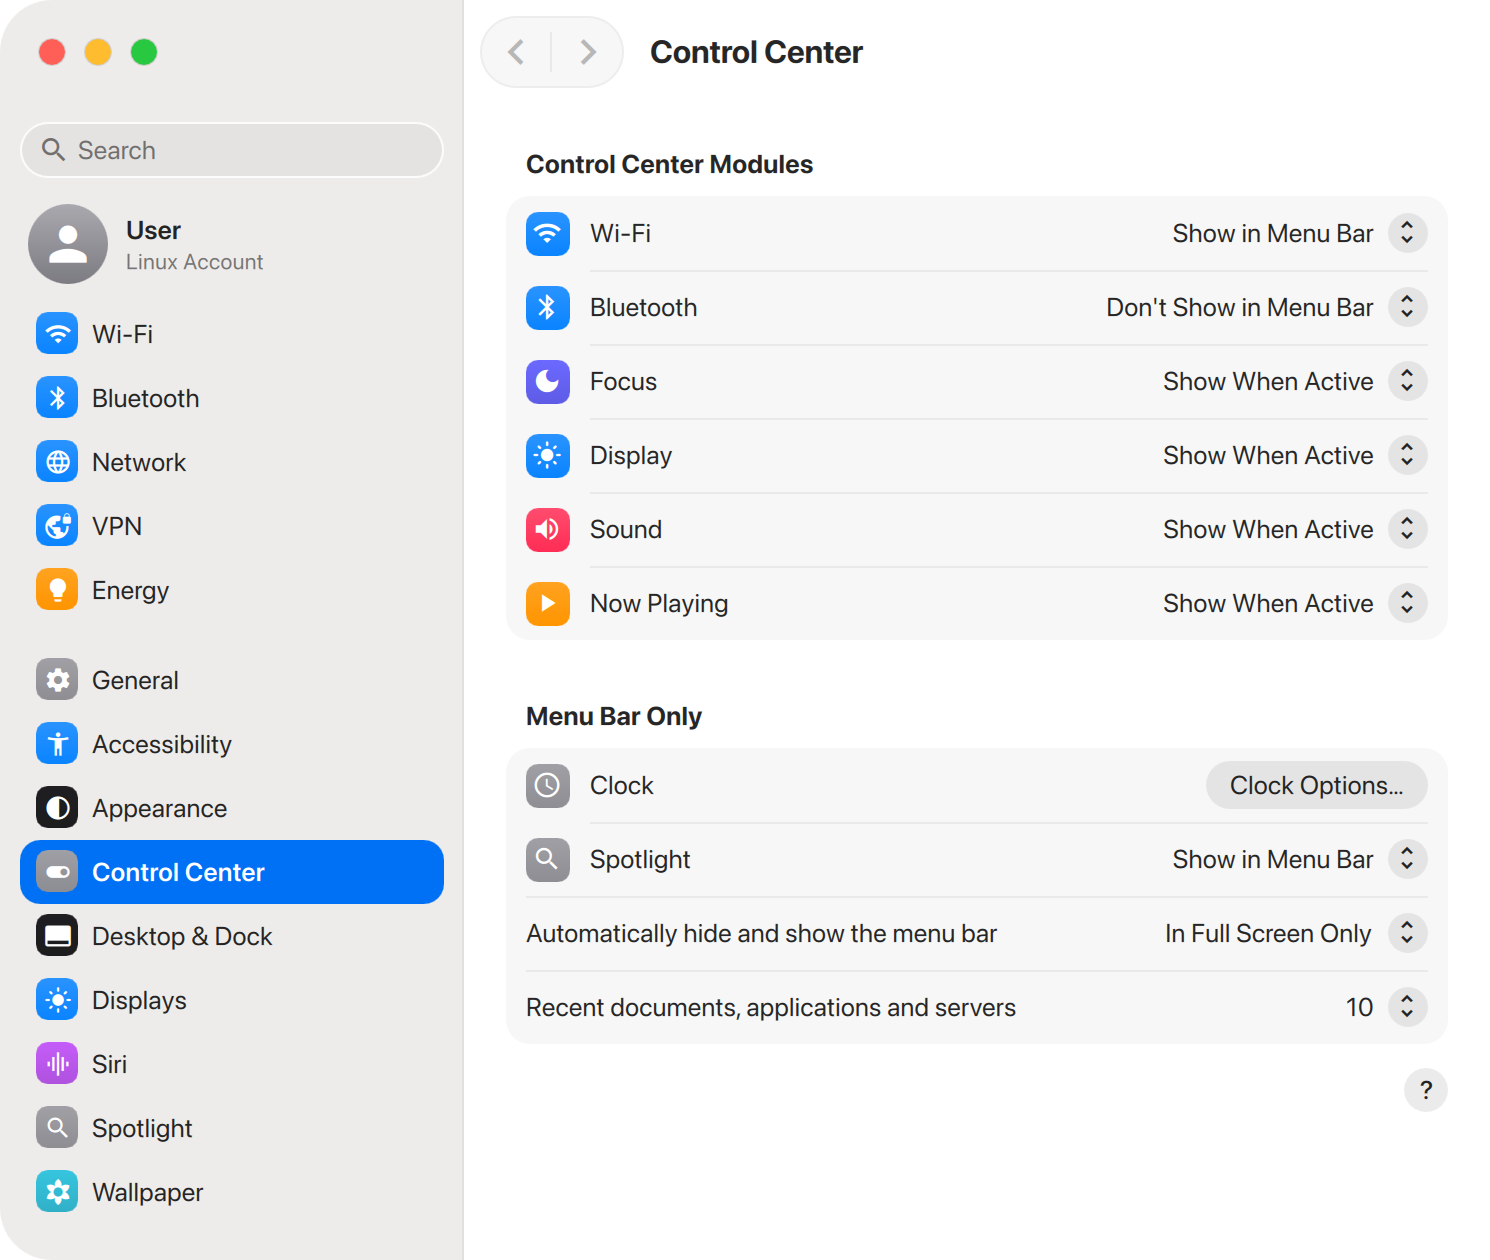 Control Center
Search
User
Linux Account
Wi-Fi
Bluetooth
Network
VPN
Energy
General
Accessibility
Appearance
Control Center
Desktop & Dock
Displays
Siri
Spotlight
Wallpaper
Control Center Modules
Wi-Fi Show in Menu Bar
Bluetooth Don't Show in Menu Bar
Focus Show When Active
Display Show When Active
Sound Show When Active
Now Playing Show When Active
Menu Bar Only
Clock Clock Options...
Spotlight Show in Menu Bar
Automatically hide and show the menu bar In Full Screen Only
Recent documents, applications and servers 10
?